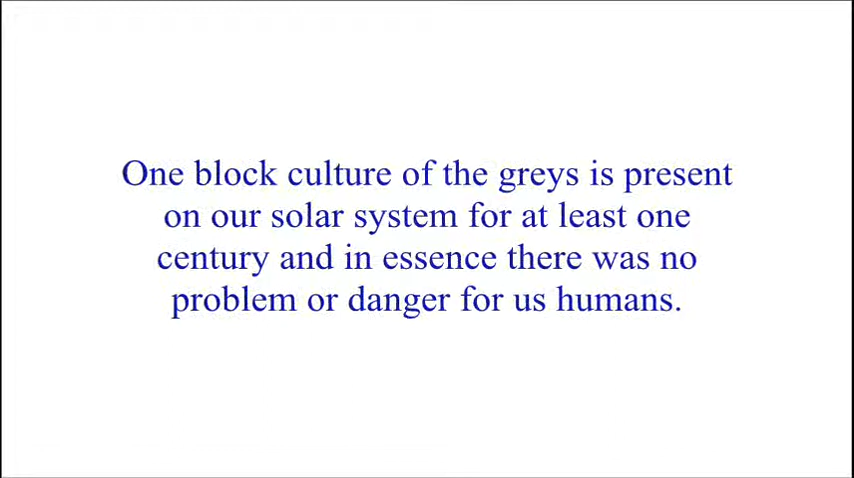 One block culture of the greys is present
on our solar system for at least one
century and in essence there was no
problem or danger for us humans.